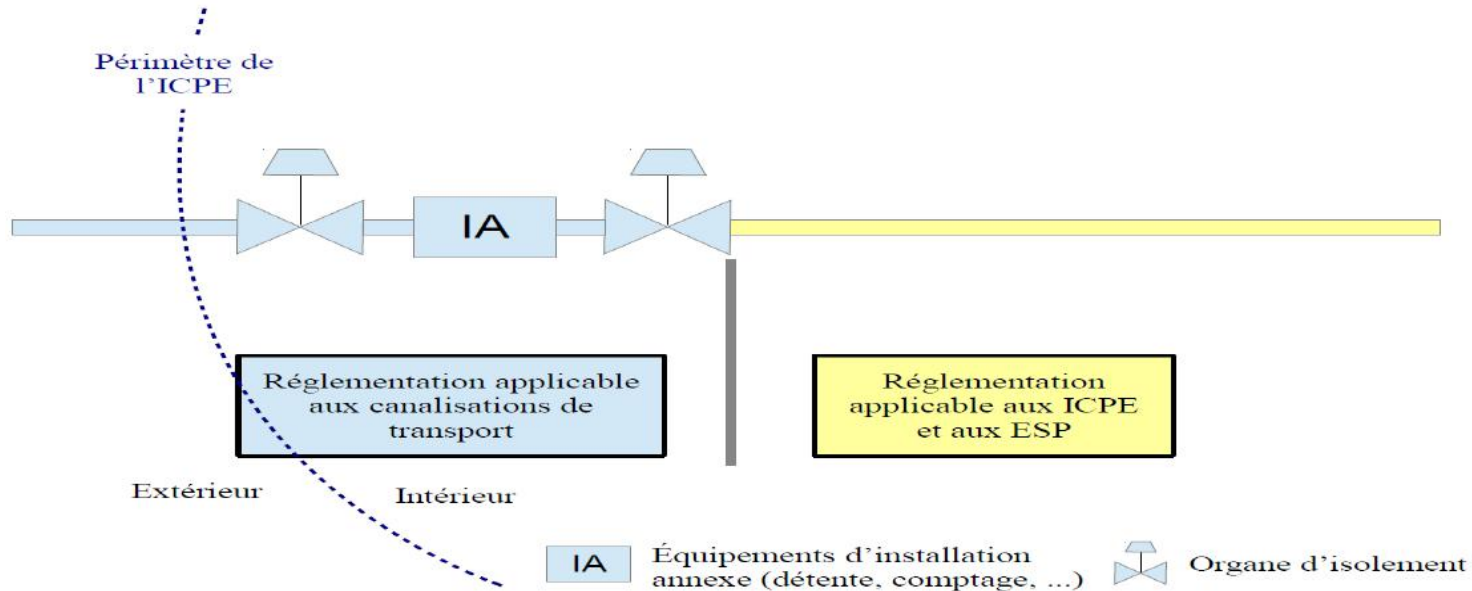 Périmètre de
l'ICPE
IA
Réglementation applicable
aux canalisations de
transport
Réglementation
applicable aux ICPE
et aux ESP
Extérieur
Intérieur
IA
Équipements d'installation
annexe (détente, comptage, ...)
Organe d'isolement